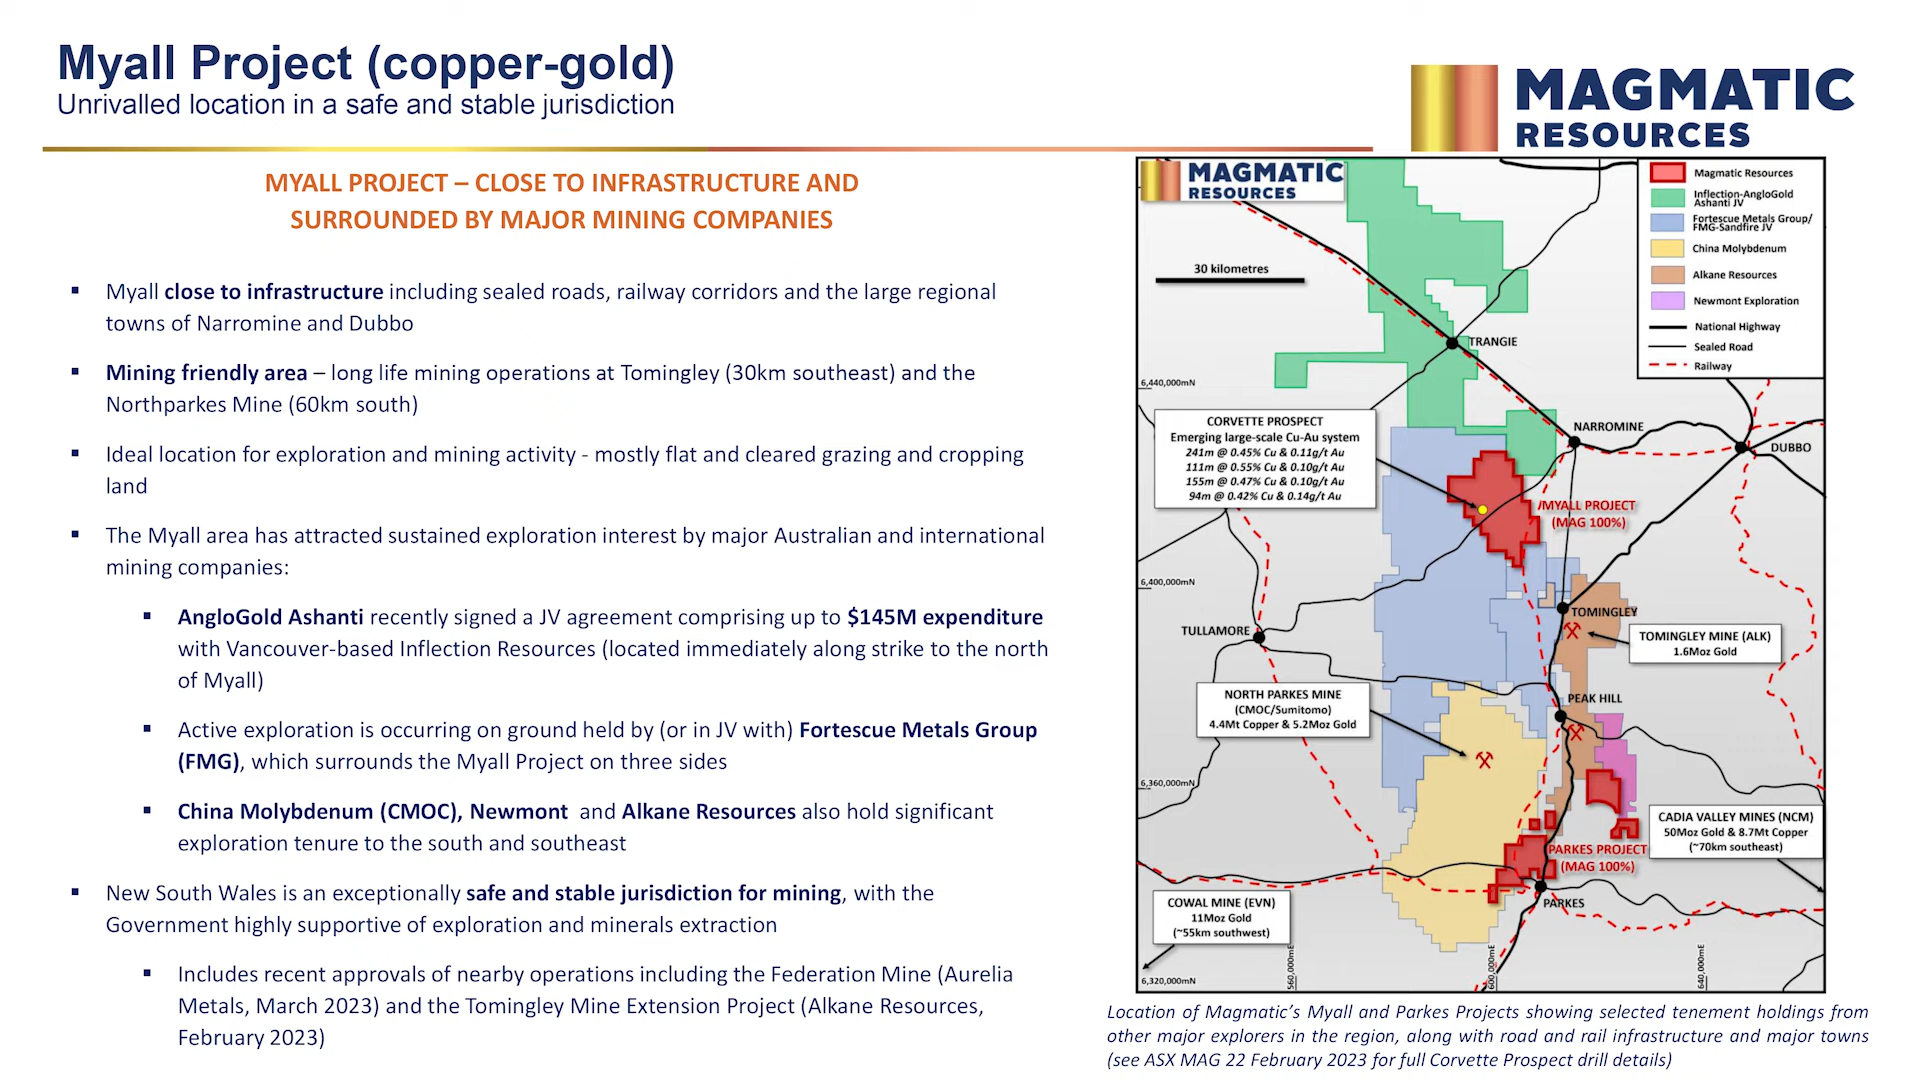 Myall Project (copper-gold)
Unrivalled location in a safe and stable jurisdiction
MAGMATIC
RESOURCES
MYALL PROJECT – CLOSE TO INFRASTRUCTURE AND
SURROUNDED BY MAJOR MINING COMPANIES
▪ Myall close to infrastructure including sealed roads, railway corridors and the large regional
towns of Narromine and Dubbo
▪ Mining friendly area – long life mining operations at Tomingley (30km southeast) and the
Northparkes Mine (60km south)
▪ Ideal location for exploration and mining activity - mostly flat and cleared grazing and cropping
land
▪ The Myall area has attracted sustained exploration interest by major Australian and international
mining companies:
▪ AngloGold Ashanti recently signed a JV agreement comprising up to $145M expenditure
with Vancouver-based Inflection Resources (located immediately along strike to the north
of Myall)
▪ Active exploration is occurring on ground held by (or in JV with) Fortescue Metals Group
(FMG), which surrounds the Myall Project on three sides
▪ China Molybdenum (CMOC), Newmont and Alkane Resources also hold significant
exploration tenure to the south and southeast
▪ New South Wales is an exceptionally safe and stable jurisdiction for mining, with the
Government highly supportive of exploration and minerals extraction
▪ Includes recent approvals of nearby operations including the Federation Mine (Aurelia
Metals, March 2023) and the Tomingley Mine Extension Project (Alkane Resources,
February 2023)
MAGMATIC
RESOURCES
Magmatic Resources
Inflection-AngloGold
Ashanti JV
Fortescue Metals Group/
FMG-Sandfire JV
China Molybdenum
Alkane Resources
Newmont Exploration
National Highway
Sealed Road
Railway
30 kilometres
TRANGIE
6,440,000mN
CORVETTE PROSPECT
Emerging large-scale Cu-Au system
241m @ 0.45% Cu & 0.11g/t Au
111m @ 0.55% Cu & 0.10g/t Au
155m @ 0.47% Cu & 0.10g/t Au
94m @ 0.42% Cu & 0.14g/t Au
NARROMINE
DUBBO
MYALL PROJECT
(MAG 100%)
6,400,000mN
TOMINGLEY
TULLAMORE
TOMINGLEY MINE (ALK)
1.6Moz Gold
NORTH PARKES MINE
(CMOC/Sumitomo)
4.4Mt Copper & 5.2Moz Gold
PEAK HILL
6,360,000mN
CADIA VALLEY MINES (NCM)
50Moz Gold & 8.7Mt Copper
(~70km southeast)
PARKES PROJECT
(MAG 100%)
PARKES
COWAL MINE (EVN)
11Moz Gold
(~55km southwest)
6,320,000mN
560,000mE
600,000mE
640,000mE
Location of Magmatic's Myall and Parkes Projects showing selected tenement holdings from
other major explorers in the region, along with road and rail infrastructure and major towns
(see ASX MAG 22 February 2023 for full Corvette Prospect drill details)